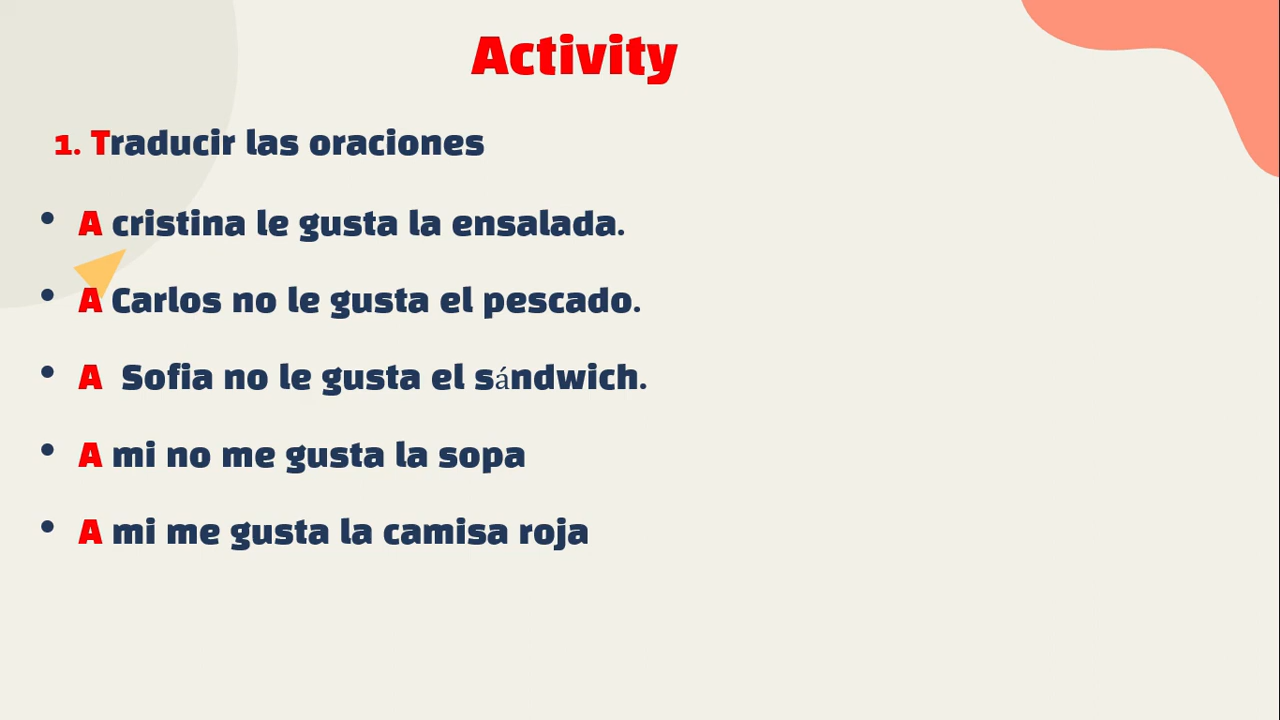 Activity
1. Traducir las oraciones
• A cristina le gusta la ensalada.
• A Carlos no le gusta el pescado.
• A Sofia no le gusta el sándwich.
• A mi no me gusta la sopa
• A mi me gusta la camisa roja